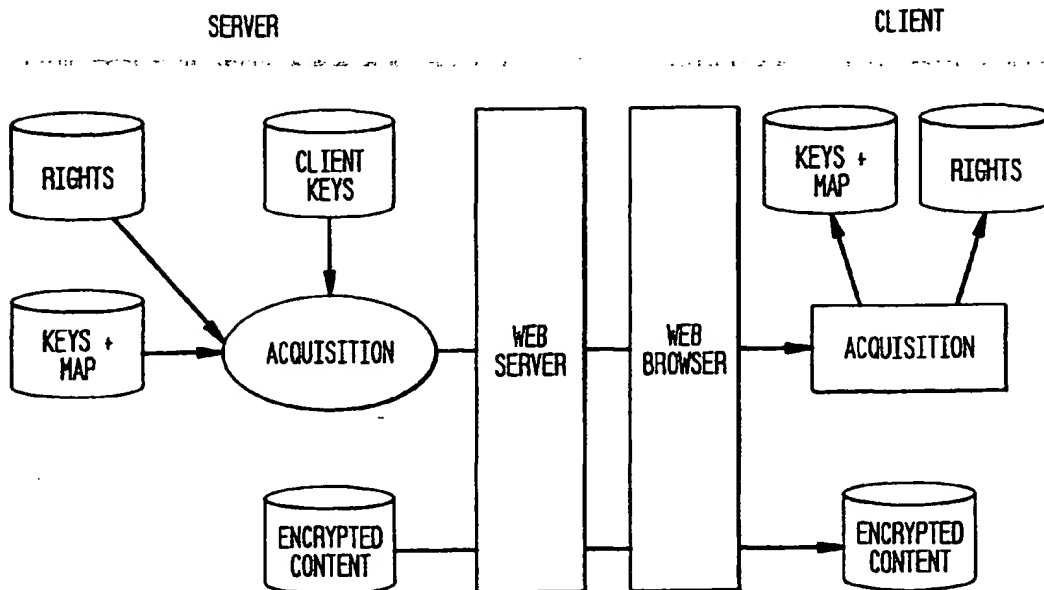 SERVER
CLIENT
RIGHTS
CLIENT
KEYS
KEYS +
MAP
RIGHTS
KEYS +
MAP
ACQUISITION
WEB
SERVER
WEB
BROWSER
ACQUISITION
ENCRYPTED
CONTENT
ENCRYPTED
CONTENT